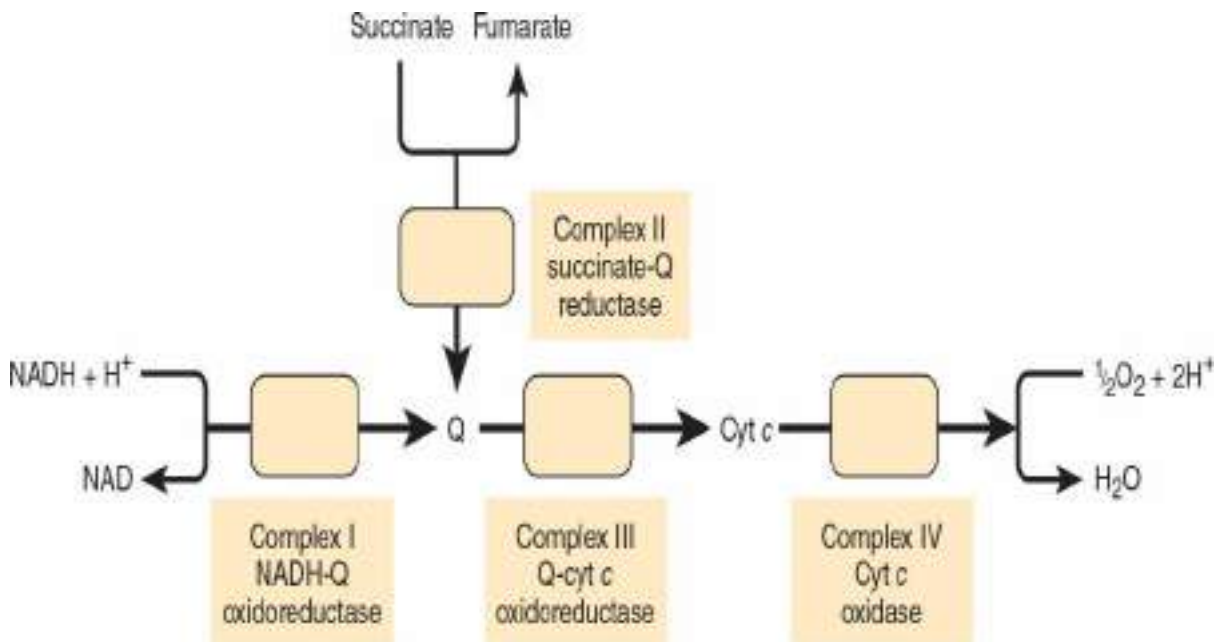 Succinate Fumarate
Complex II
succinate-Q
reductase
NADH + H⁺
Q
Cyt c
½O₂ + 2H⁺
NAD
H₂O
Complex I
NADH-Q
oxidoreductase
Complex III
Q-cyt c
oxidoreductase
Complex IV
Cyt c
oxidase